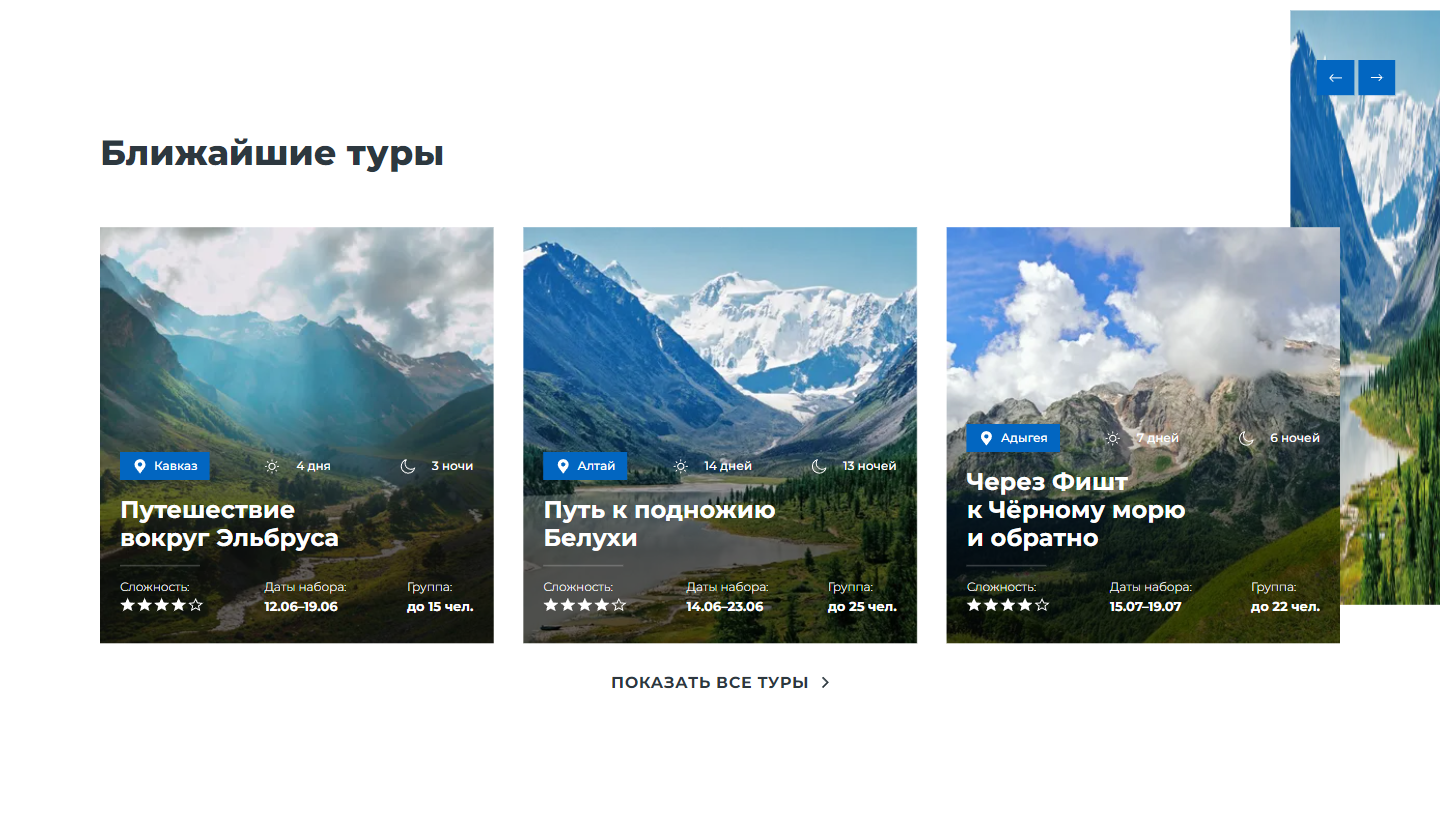 Ближайшие туры
Кавказ 4 дня 3 ночи
Путешествие
вокруг Эльбруса
Сложность: Даты набора: Группа:
12.06–19.06 до 15 чел.
Алтай 14 дней 13 ночей
Путь к подножию
Белухи
Сложность: Даты набора: Группа:
14.06–23.06 до 25 чел.
Адыгея 7 дней 6 ночей
Через Фишт
к Чёрному морю
и обратно
Сложность: Даты набора: Группа:
15.07–19.07 до 22 чел.
ПОКАЗАТЬ ВСЕ ТУРЫ